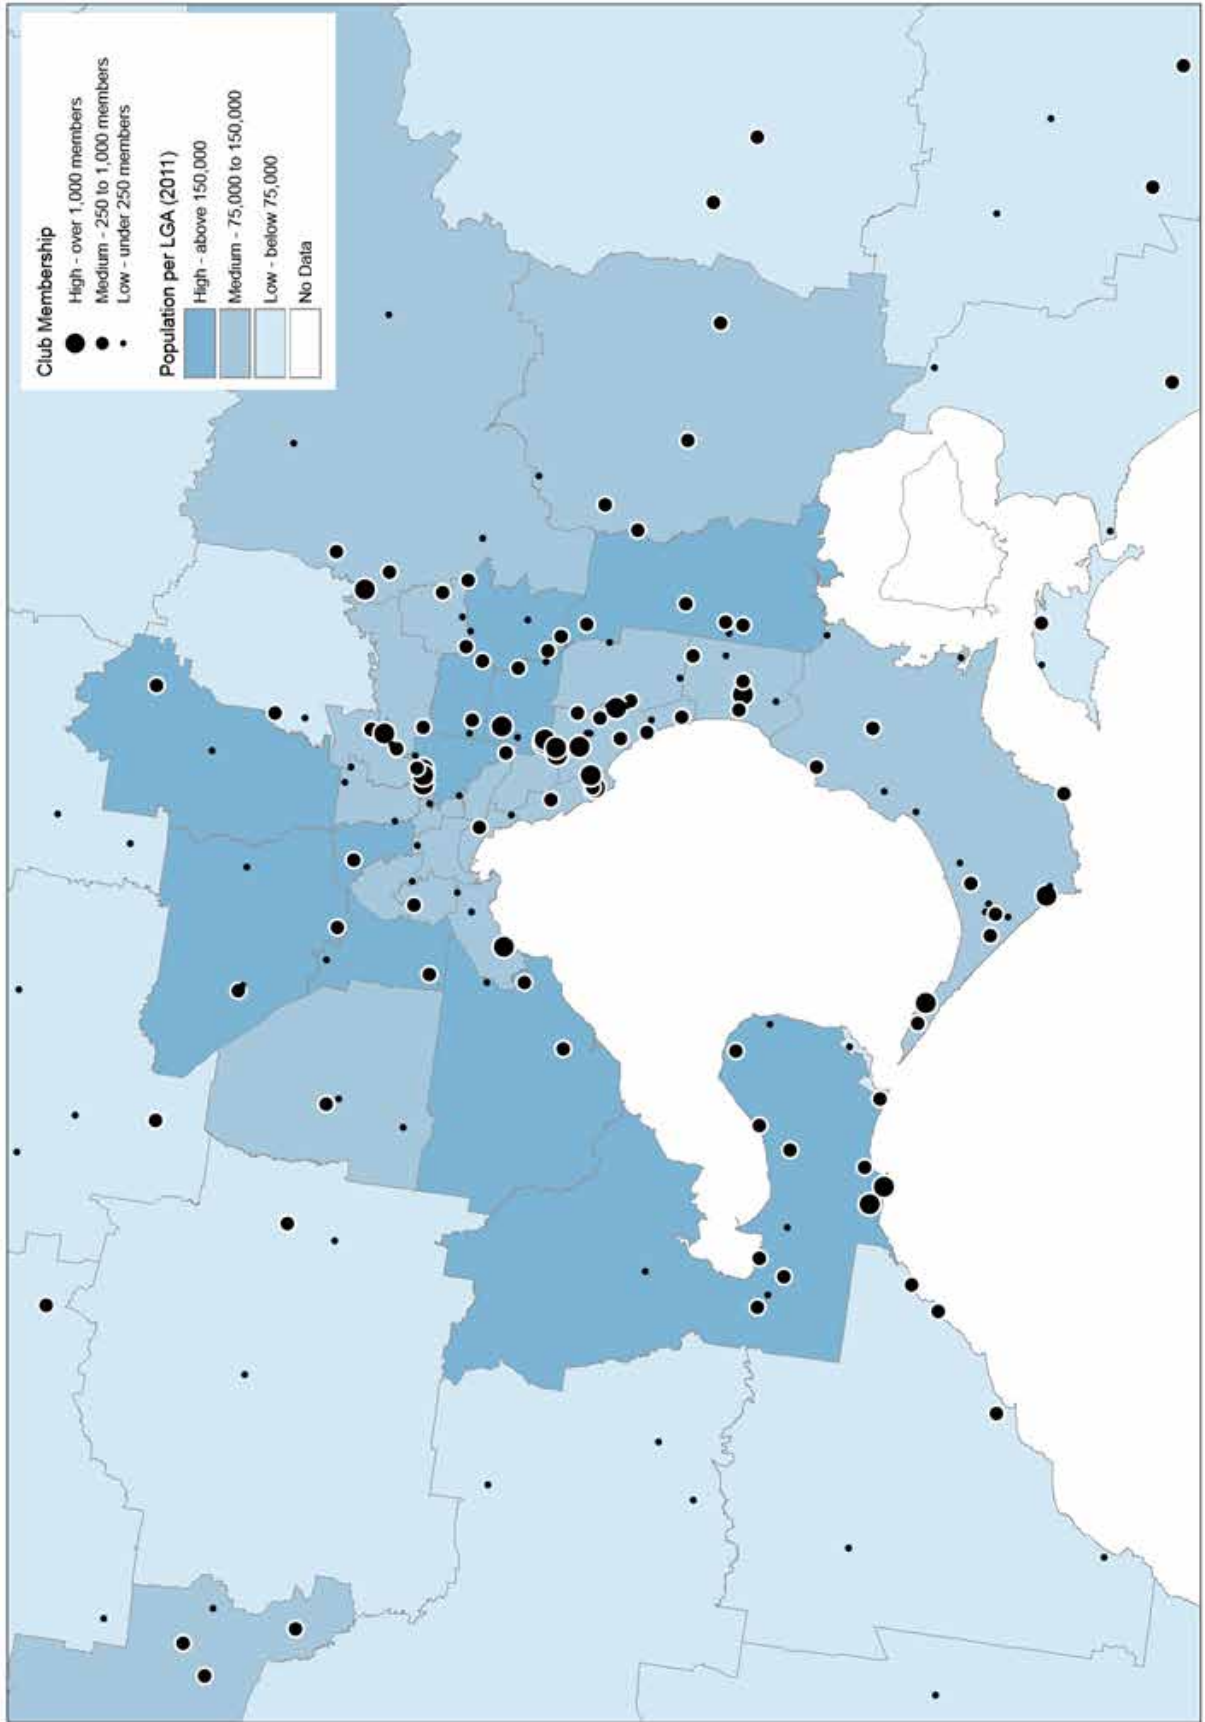 Club Membership
High - over 1,000 members
Medium - 250 to 1,000 members
Low - under 250 members
Population per LGA (2011)
High - above 150,000
Medium - 75,000 to 150,000
Low - below 75,000
No Data